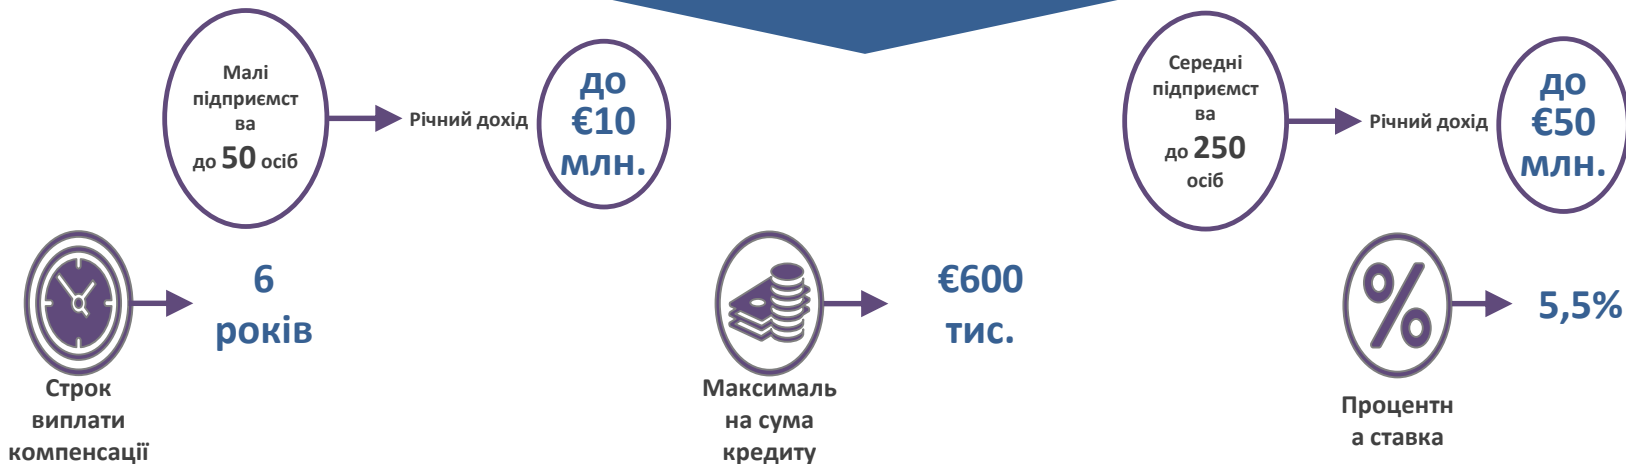 Малі
підприємст
ва
до 50 осіб
Річний дохід
до
€10
млн.
Середні
підприємст
ва
до 250
осіб
Річний дохід
до
€50
млн.
6
років
Строк
виплати
компенсації
€600
тис.
Максималь
на сума
кредиту
5,5%
Процентн
а ставка